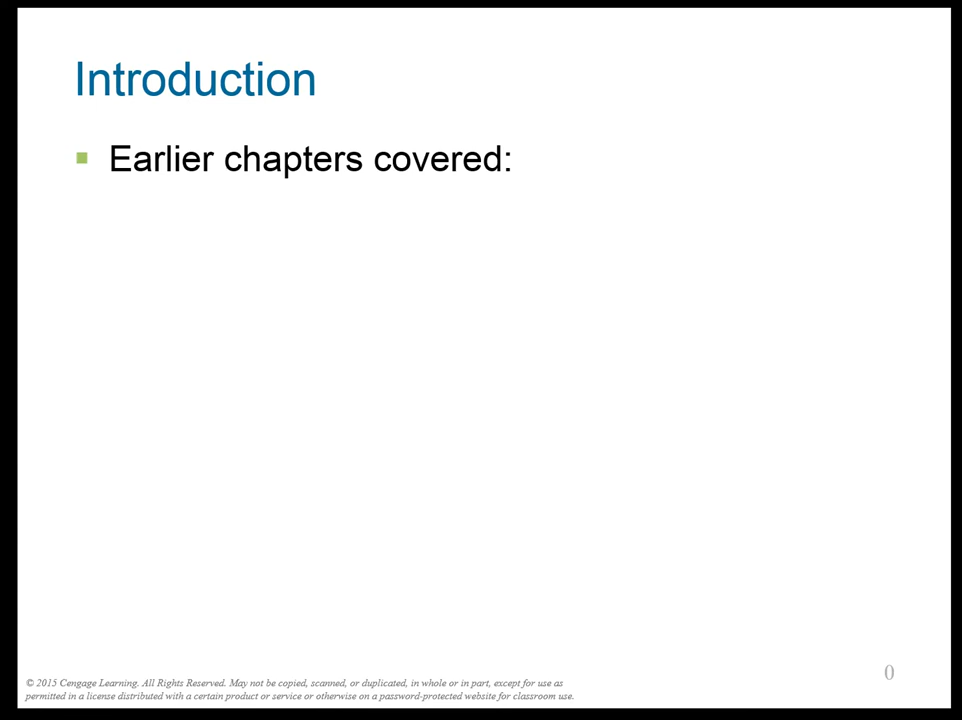 Introduction
▪ Earlier chapters covered:
© 2015 Cengage Learning. All Rights Reserved. May not be copied, scanned, or duplicated, in whole or in part, except for use as
permitted in a license distributed with a certain product or service or otherwise on a password-protected website for classroom use.
0